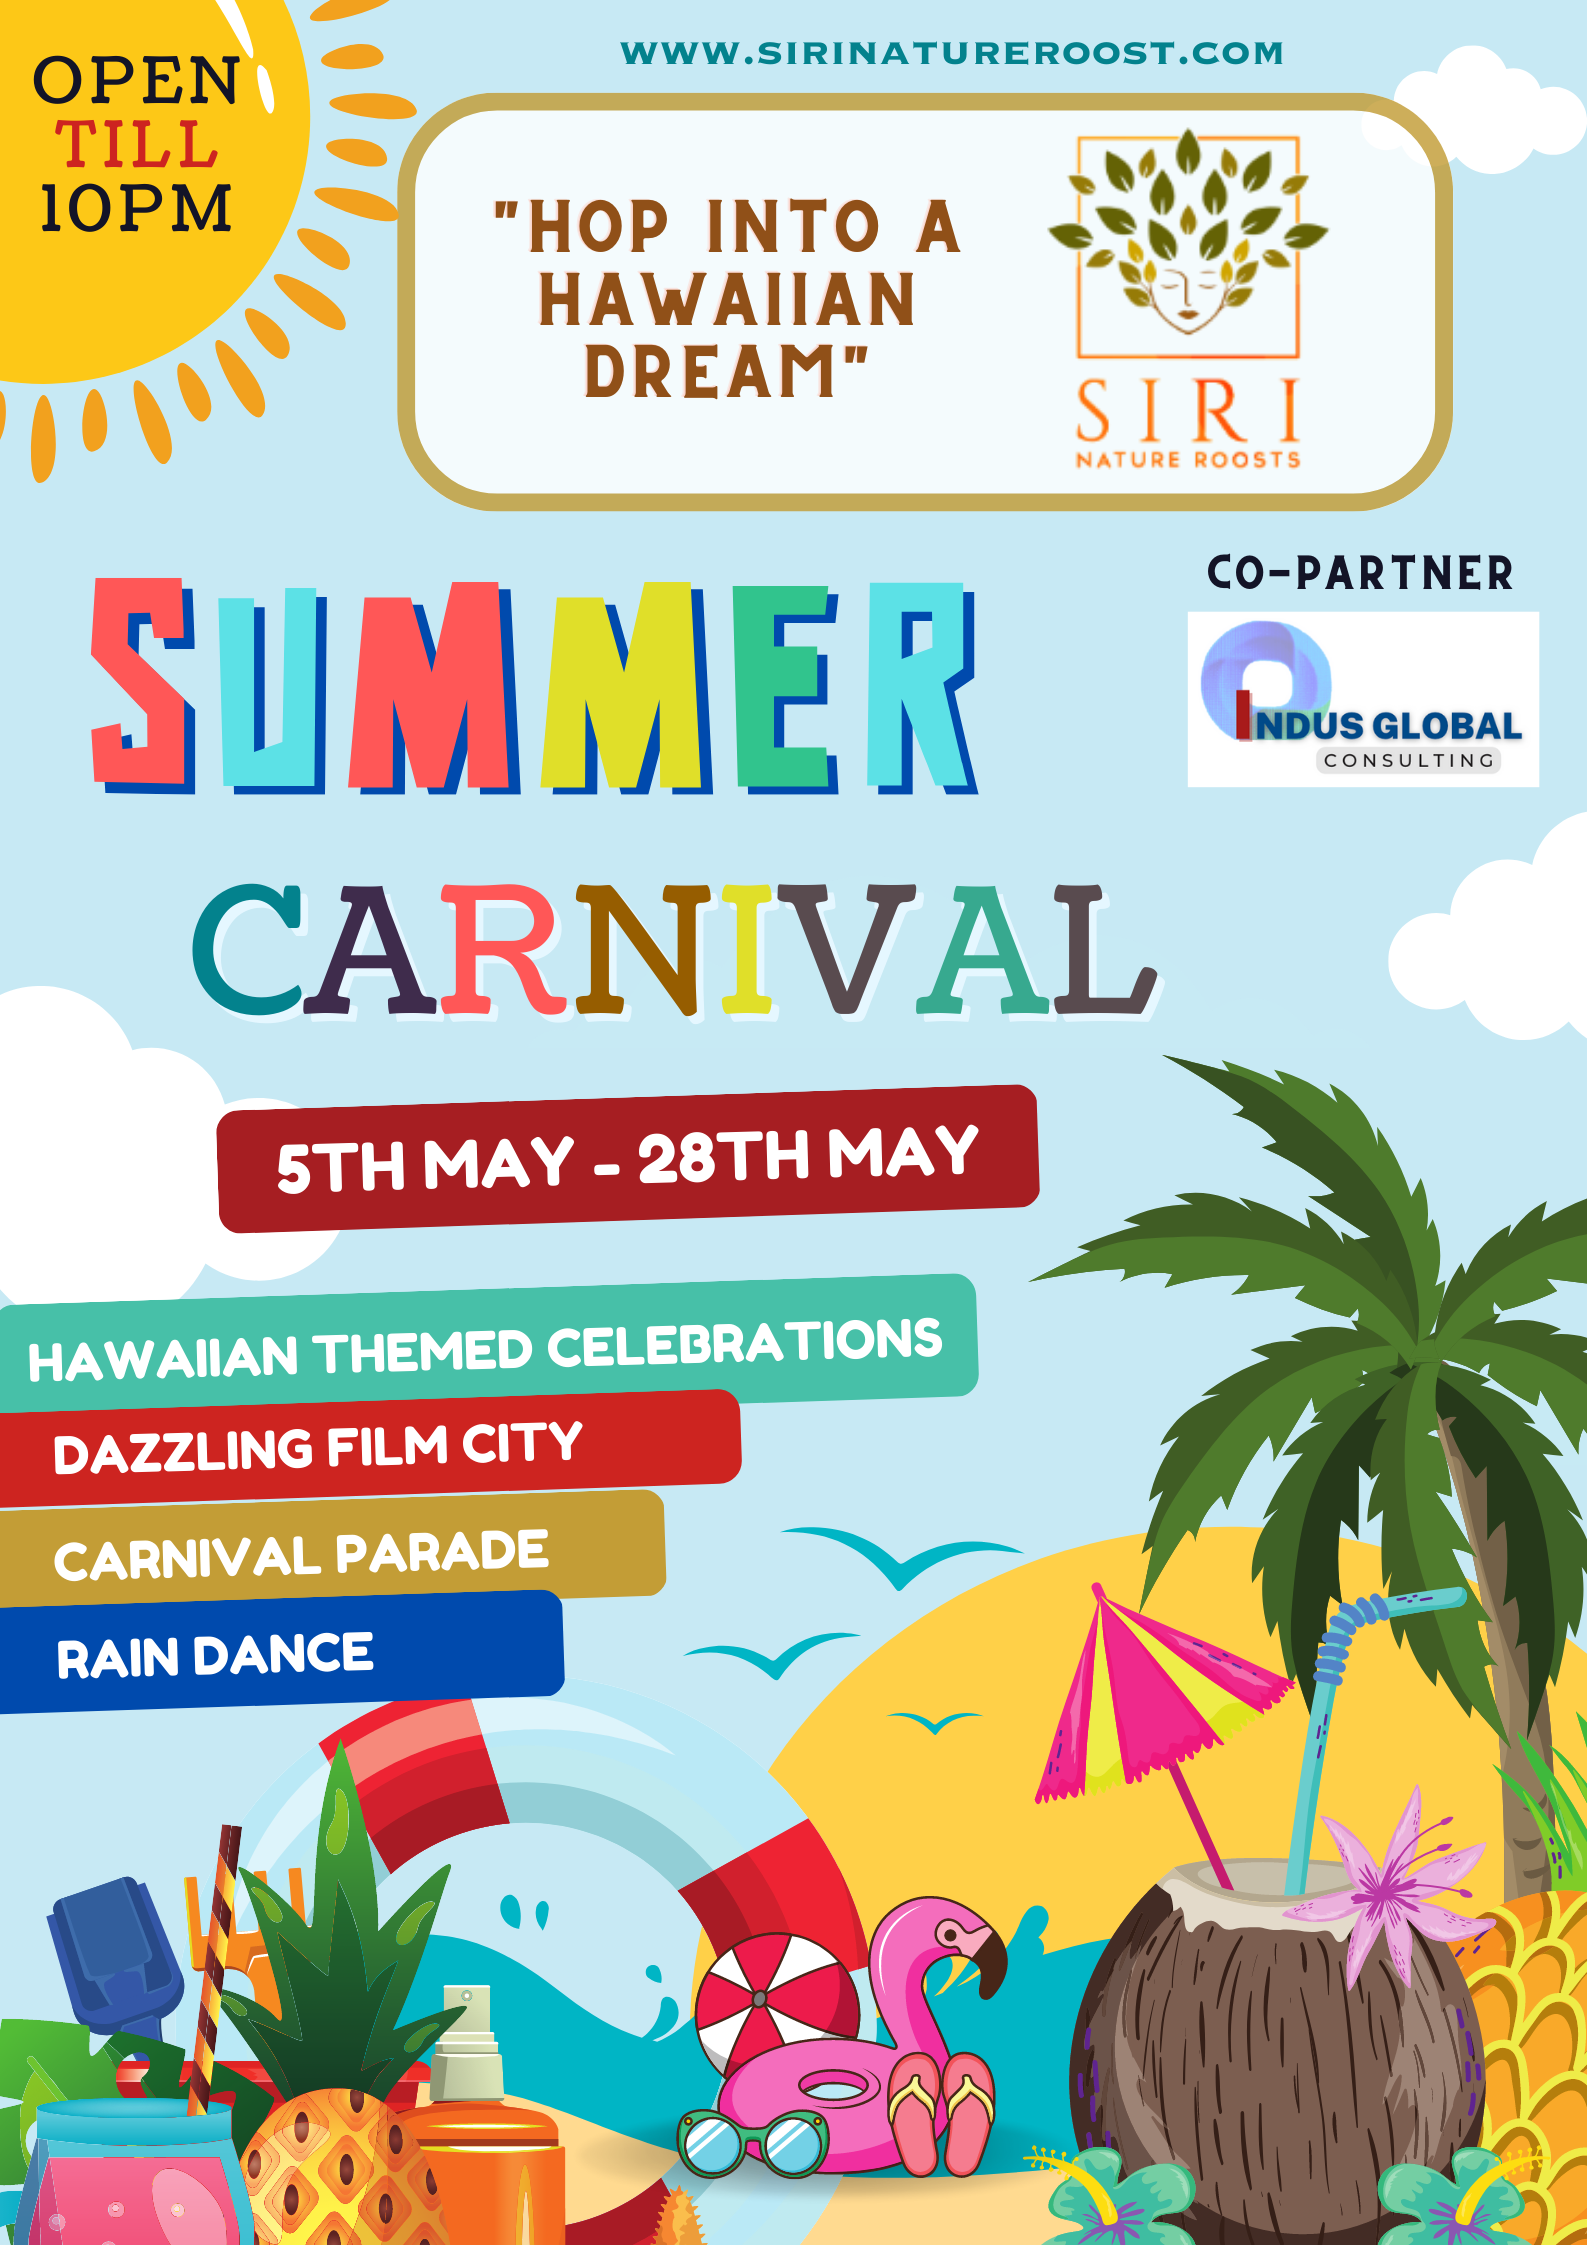 OPEN
TILL
10PM
WWW.SIRINATUREROOST.COM
"HOP INTO A
HAWAIIAN
DREAM"
SIRI
NATURE ROOSTS
SUMMER
CO-PARTNER
INDUS GLOBAL
CONSULTING
CARNIVAL
5TH MAY - 28TH MAY
HAWAIIAN THEMED CELEBRATIONS
DAZZLING FILM CITY
CARNIVAL PARADE
RAIN DANCE